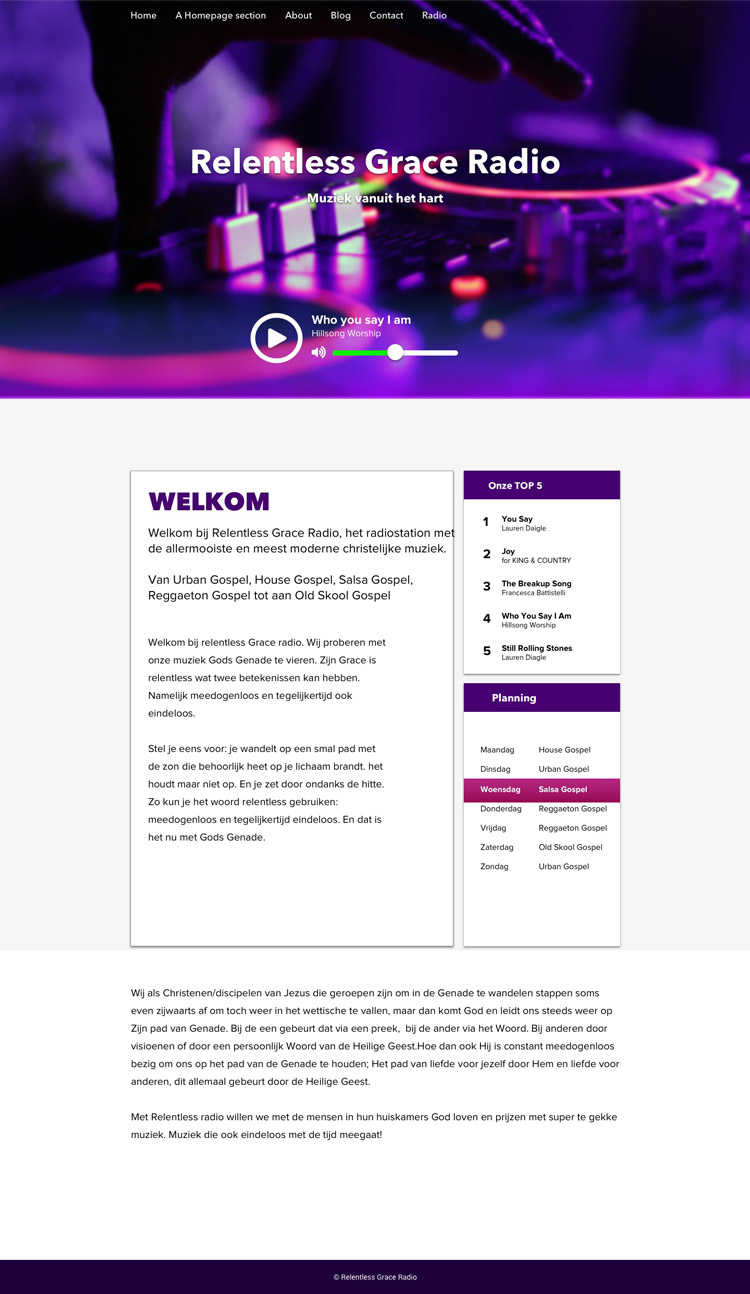 Home A Homepage section About Blog Contact Radio
Relentless Grace Radio
Muziek vanuit het hart
Who you say I am
Hillsong Worship
WELKOM
Welkom bij Relentless Grace Radio, het radiostation met
de allermooiste en meest moderne christelijke muziek.
Van Urban Gospel, House Gospel, Salsa Gospel,
Reggaeton Gospel tot aan Old Skool Gospel
Welkom bij relentless Grace radio. Wij proberen met
onze muziek Gods Genade te vieren. Zijn Grace is
relentless wat twee betekenissen kan hebben.
Namelijk meedogenloos en tegelijkertijd ook
eindeloos.
Stel je eens voor: je wandelt op een smal pad met
de zon die behoorlijk heet op je lichaam brandt. het
houdt maar niet op. En je zet door ondanks de hitte.
Zo kun je het woord relentless gebruiken:
meedogenloos en tegelijkertijd eindeloos. En dat is
het nu met Gods Genade.
Onze TOP 5
1 You Say
Lauren Daigle
2 Joy
for KING & COUNTRY
3 The Breakup Song
Francesca Battistelli
4 Who You Say I Am
Hillsong Worship
5 Still Rolling Stones
Lauren Diagle
Planning
Maandag House Gospel
Dinsdag Urban Gospel
Woensdag Salsa Gospel
Donderdag Reggaeton Gospel
Vrijdag Reggaeton Gospel
Zaterdag Old Skool Gospel
Zondag Urban Gospel
Wij als Christenen/discipelen van Jezus die geroepen zijn om in de Genade te wandelen stappen soms
even zijwaarts af om toch weer in het wettische te vallen, maar dan komt God en leidt ons steeds weer op
Zijn pad van Genade. Bij de een gebeurt dat via een preek,  bij de ander via het Woord. Bij anderen door
visioenen of door een persoonlijk Woord van de Heilige Geest.Hoe dan ook Hij is constant meedogenloos
bezig om ons op het pad van de Genade te houden; Het pad van liefde voor jezelf door Hem en liefde voor
anderen, dit allemaal gebeurt door de Heilige Geest.
Met Relentless radio willen we met de mensen in hun huiskamers God loven en prijzen met super te gekke
muziek. Muziek die ook eindeloos met de tijd meegaat!
© Relentless Grace Radio